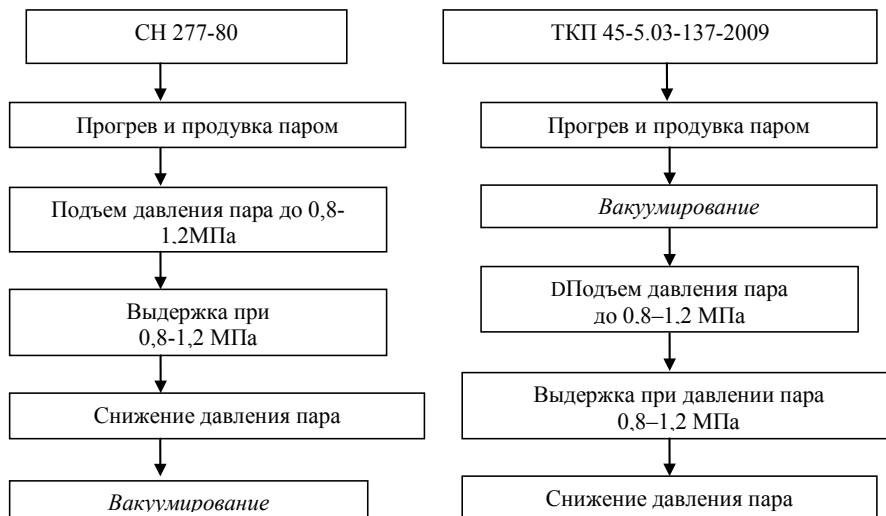 СН 277-80
Прогрев и продувка паром
Подъем давления пара до 0,8-
1,2МПа
Выдержка при
0,8-1,2 МПа
Снижение давления пара
Вакуумирование
ТКП 45-5.03-137-2009
Прогрев и продувка паром
Вакуумирование
DПодъем давления пара
до 0,8–1,2 МПа
Выдержка при давлении пара
0,8–1,2 МПа
Снижение давления пара